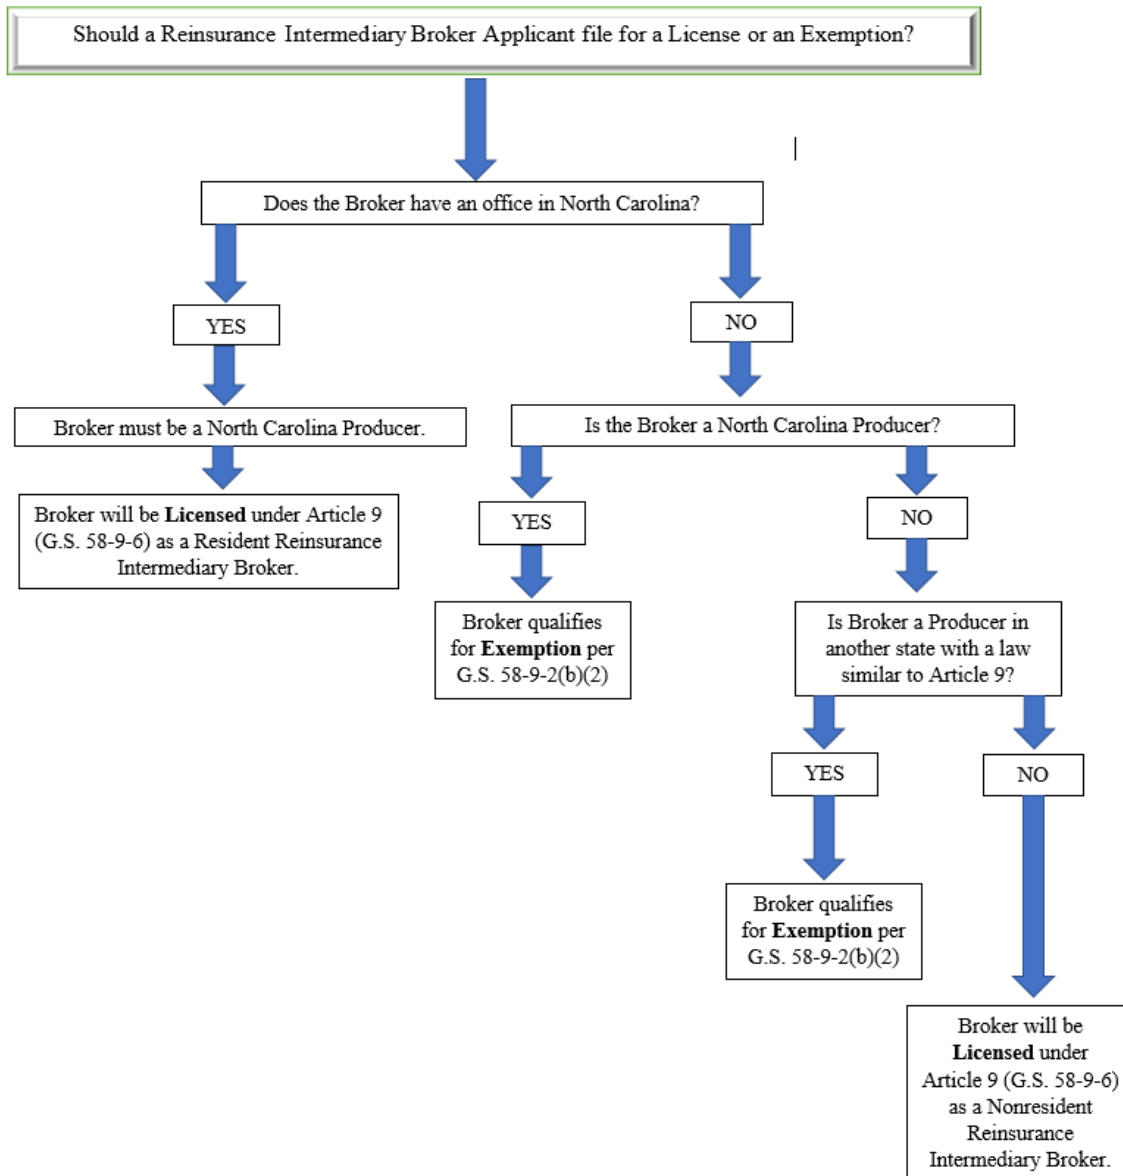 Should a Reinsurance Intermediary Broker Applicant file for a License or an Exemption?
Does the Broker have an office in North Carolina?
YES
NO
Broker must be a North Carolina Producer.
Is the Broker a North Carolina Producer?
Broker will be Licensed under Article 9
(G.S. 58-9-6) as a Resident Reinsurance
Intermediary Broker.
YES
NO
Broker qualifies
for Exemption per
G.S. 58-9-2(b)(2)
Is Broker a Producer in
another state with a law
similar to Article 9?
YES
NO
Broker qualifies
for Exemption per
G.S. 58-9-2(b)(2)
Broker will be
Licensed under
Article 9 (G.S. 58-9-6)
as a Nonresident
Reinsurance
Intermediary Broker.